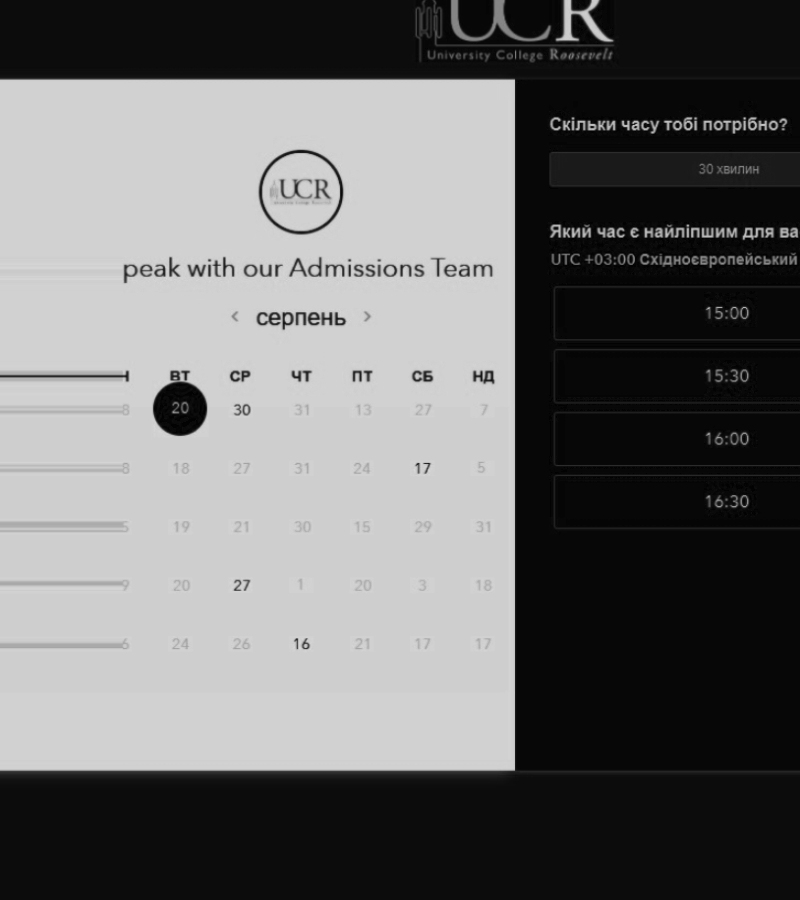 UCR
University College Roosevelt
UCR
peak with our Admissions Team
< серпень >
ВТ СР ЧТ ПТ СБ НД
8 20 30 31 13 27 7
8 18 27 31 24 17 5
5 19 21 30 15 29 31
9 20 27 1 20 3 18
6 24 26 16 21 17 17
Скільки часу тобі потрібно?
30 хвилин
Який час є найліпшим для ва
UTC +03:00 Східноєвропейський
15:00
15:30
16:00
16:30